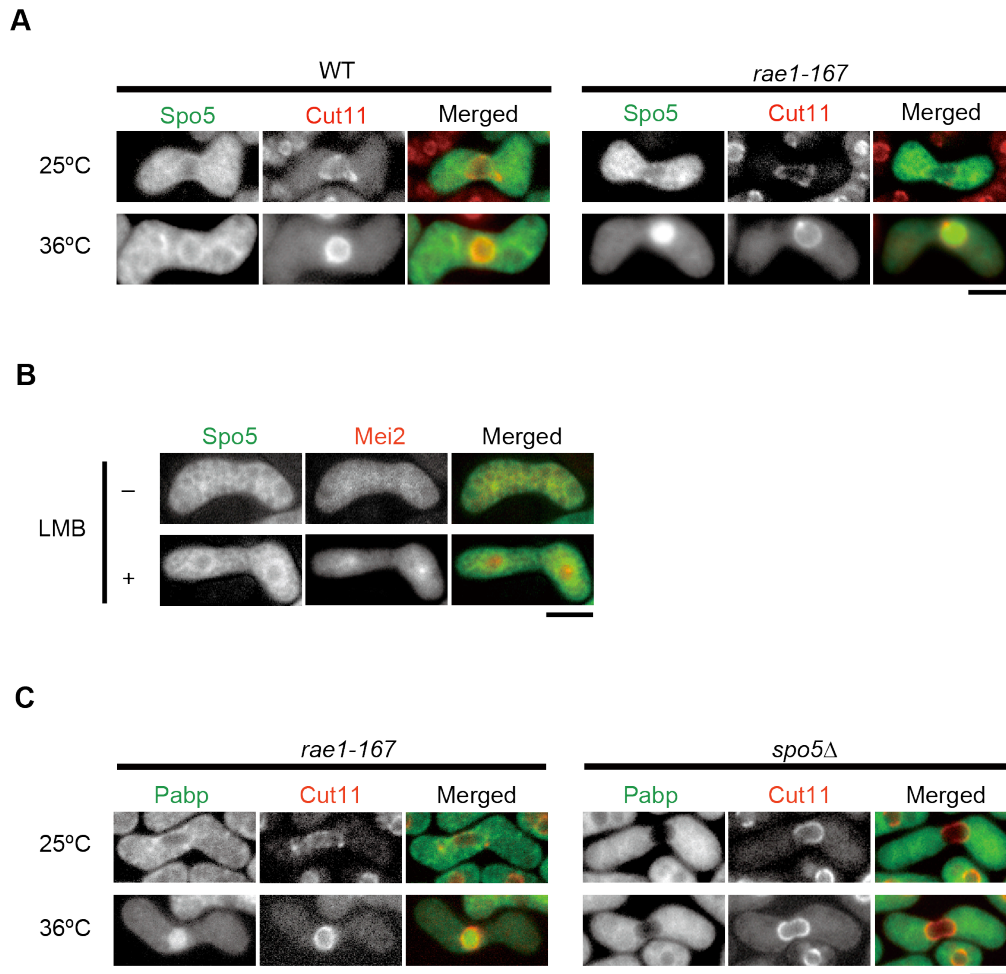 A
WT
rae1-167
Spo5 Cut11 Merged Spo5 Cut11 Merged
25ºC
36ºC
B
Spo5 Mei2 Merged
LMB
–
+
C
rae1-167
spo5Δ
Pabp Cut11 Merged Pabp Cut11 Merged
25ºC
36ºC